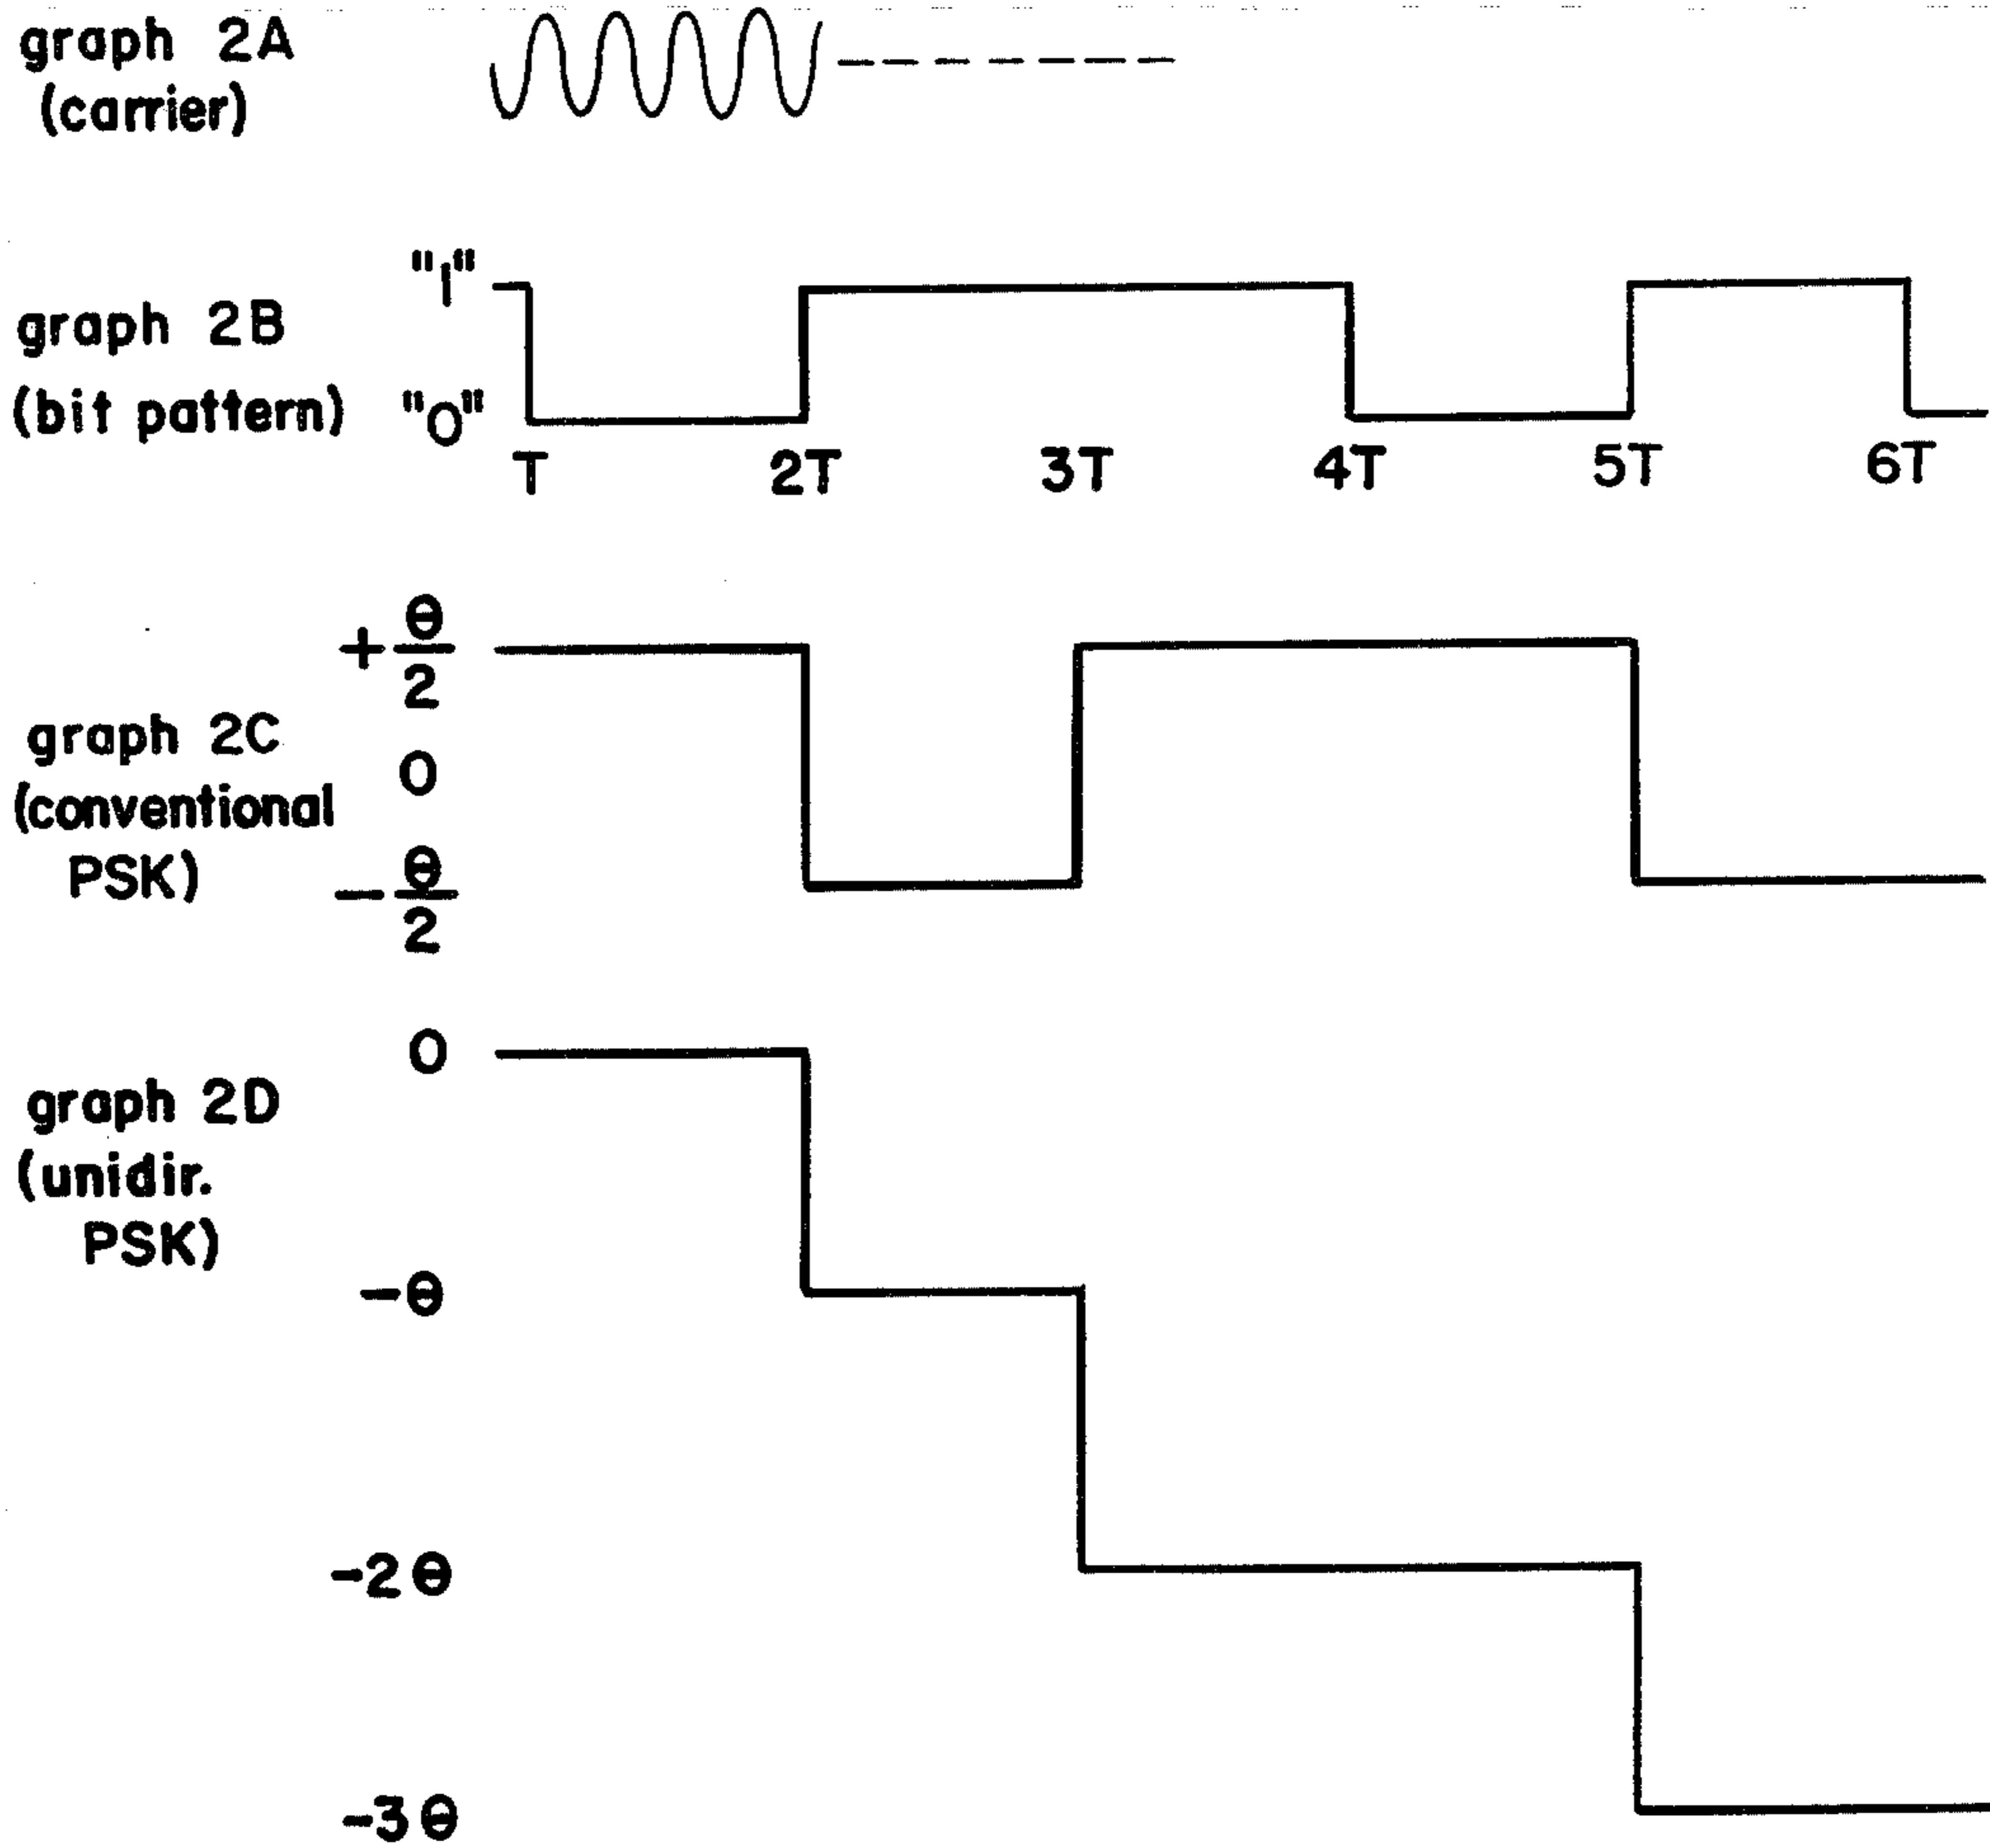 graph 2A
(carrier)
"1"
graph 2B
(bit pattern)
"0"
T 2T 3T 4T 5T 6T
+θ/2
graph 2C
0
(conventional
PSK)
-θ/2
0
graph 2D
(unidir.
PSK)
-θ
-2θ
-3θ